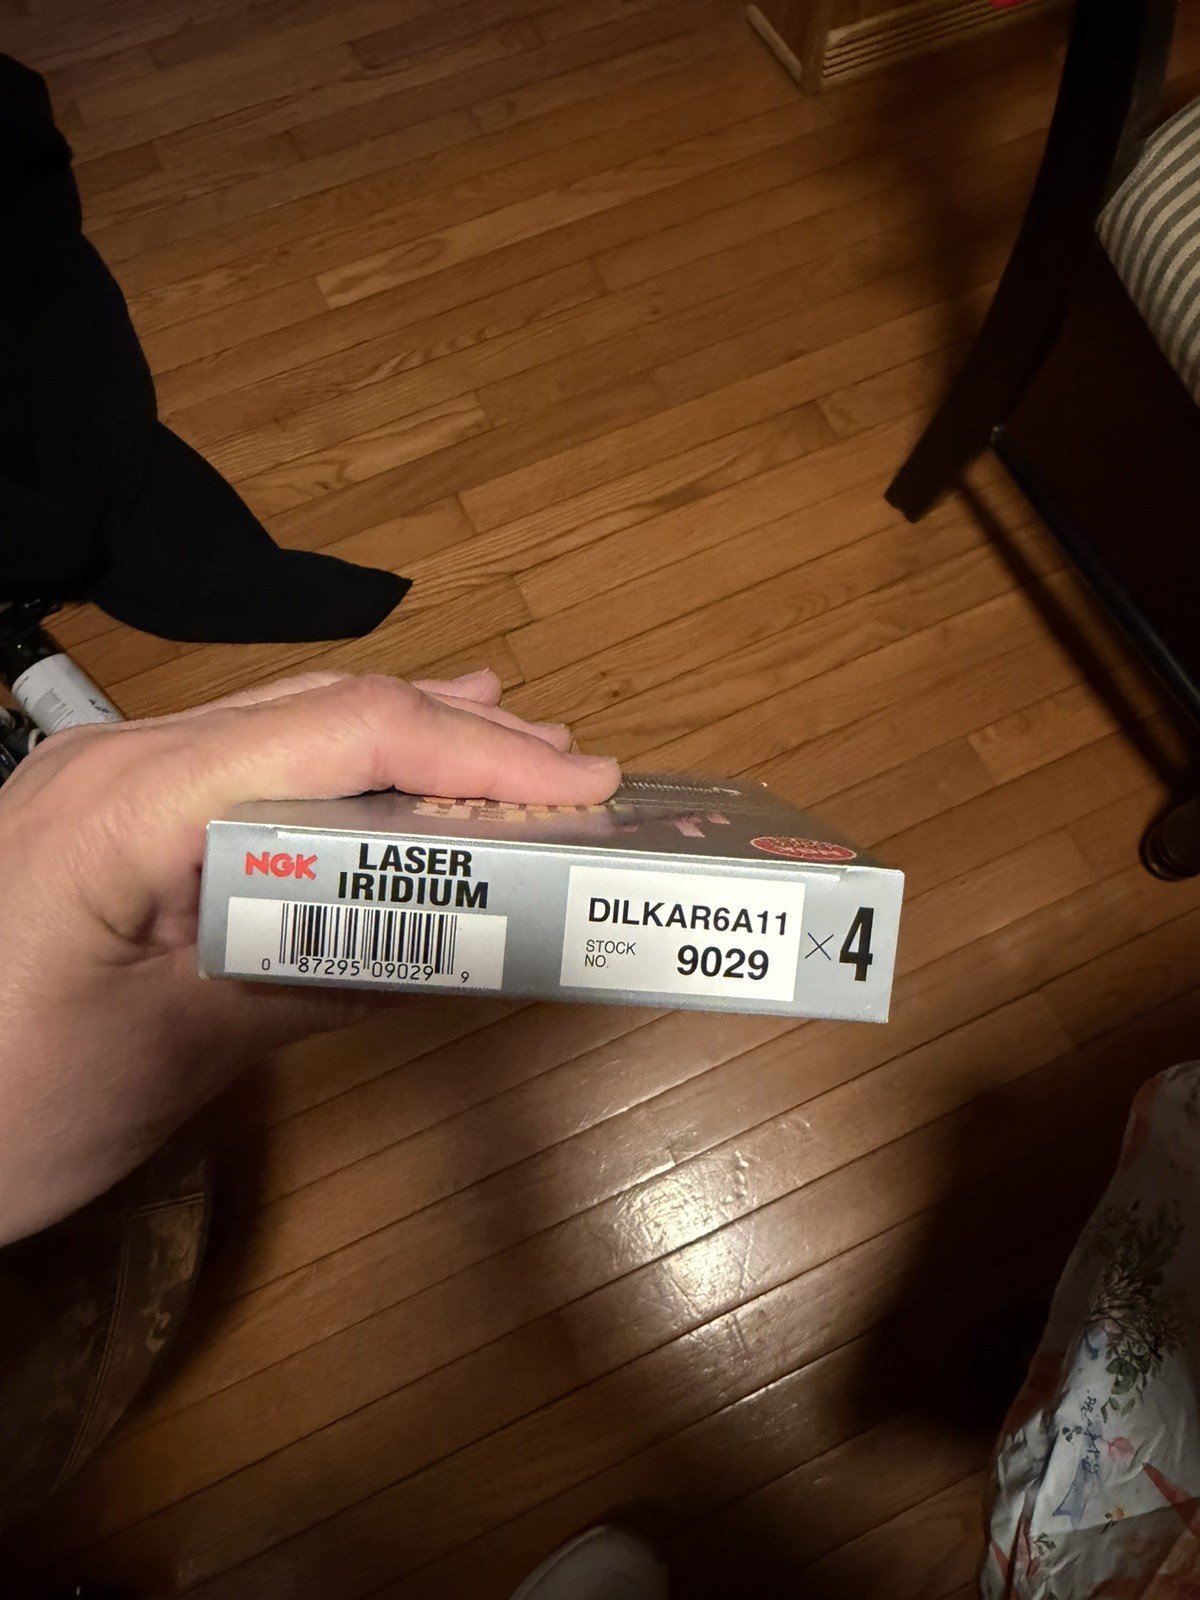 NGK LASER
IRIDIUM
0 87295 09029 9
DILKAR6A11
STOCK
NO. 9029
×4